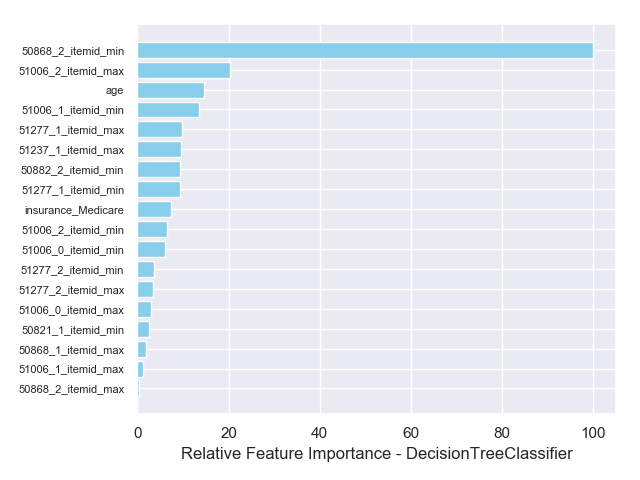 50868_2_itemid_min
51006_2_itemid_max
age
51006_1_itemid_min
51277_1_itemid_max
51237_1_itemid_max
50882_2_itemid_min
51277_1_itemid_min
insurance_Medicare
51006_2_itemid_min
51006_0_itemid_min
51277_2_itemid_min
51277_2_itemid_max
51006_0_itemid_max
50821_1_itemid_min
50868_1_itemid_max
51006_1_itemid_max
50868_2_itemid_max
0 20 40 60 80 100
Relative Feature Importance - DecisionTreeClassifier